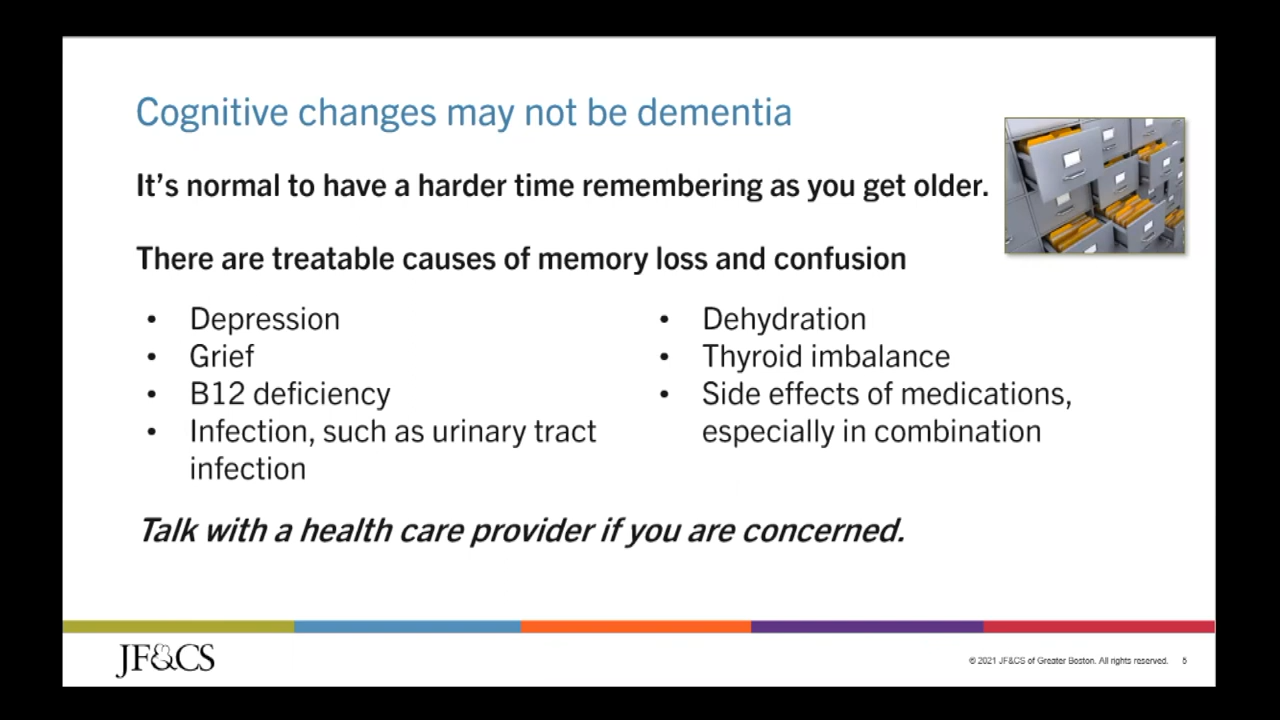 Cognitive changes may not be dementia
It’s normal to have a harder time remembering as you get older.
There are treatable causes of memory loss and confusion
• Depression
• Grief
• B12 deficiency
• Infection, such as urinary tract
infection
• Dehydration
• Thyroid imbalance
• Side effects of medications,
especially in combination
Talk with a health care provider if you are concerned.
JF&CS
© 2021 JF&CS of Greater Boston. All rights reserved. 5